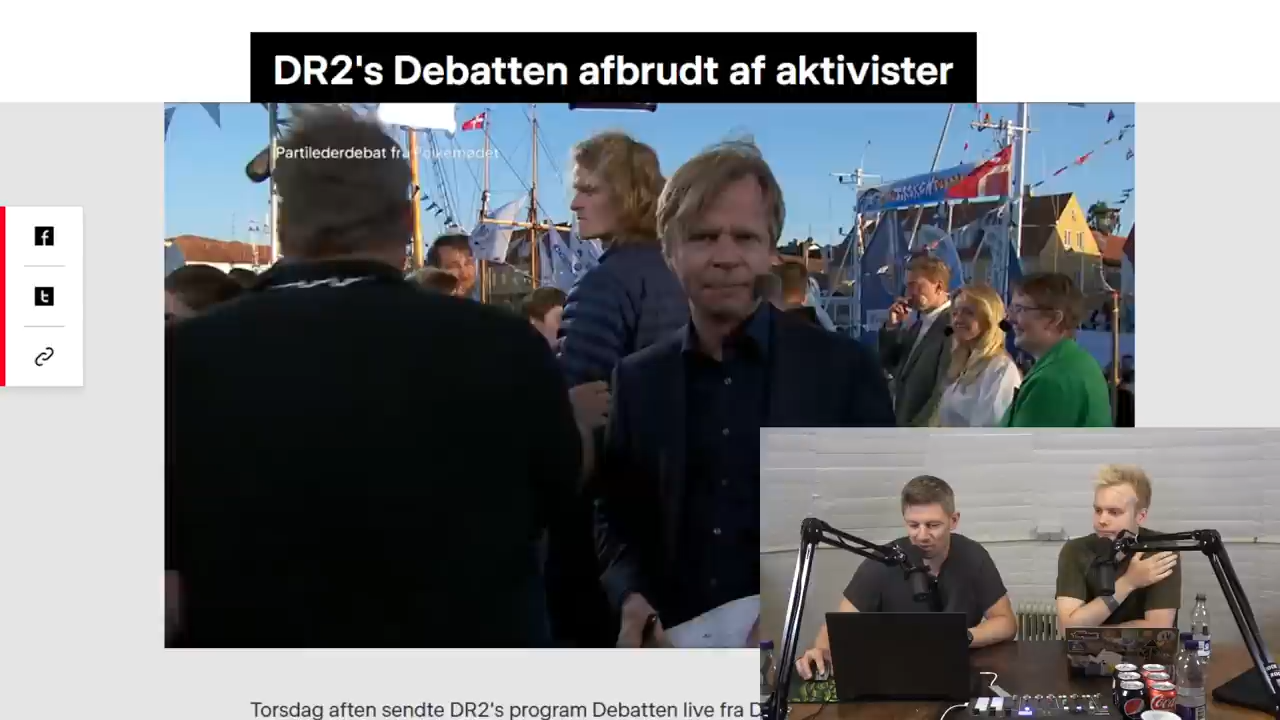 DR2's Debatten afbrudt af aktivister
Partilederdebat fra Folkemødet
Torsdag aften sendte DR2's program Debatten live fra D